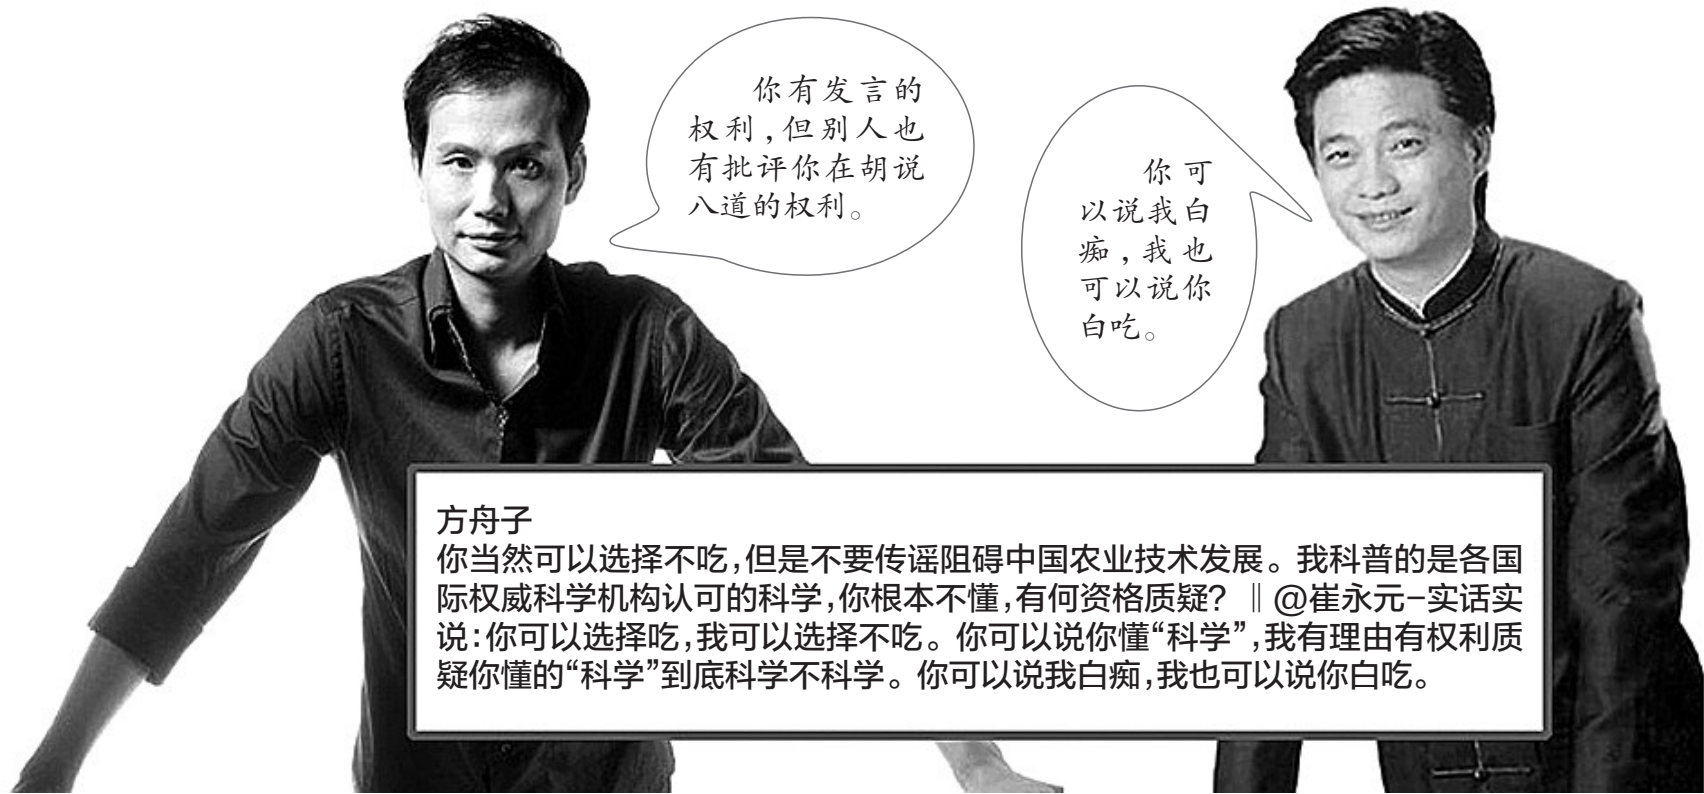 你有发言的
权利,但别人也
有批评你在胡说
八道的权利。
你可
以说我白
痴,我也
可以说你
白吃。
方舟子
你当然可以选择不吃,但是不要传谣阻碍中国农业技术发展。我科普的是各国
际权威科学机构认可的科学,你根本不懂,有何资格质疑? ‖@崔永元-实话实
说:你可以选择吃,我可以选择不吃。你可以说你懂“科学”,我有理由有权利质
疑你懂的“科学”到底科学不科学。你可以说我白痴,我也可以说你白吃。